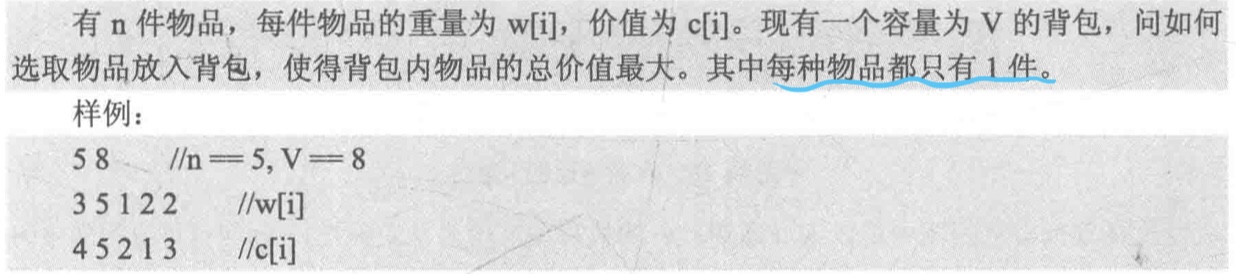 有 n 件物品，每件物品的重量为 w[i]，价值为 c[i]。现有一个容量为 V 的背包，问如何
选取物品放入背包，使得背包内物品的总价值最大。其中每种物品都只有 1 件。
样例：
5 8 //n == 5, V == 8
3 5 1 2 2 //w[i]
4 5 2 1 3 //c[i]